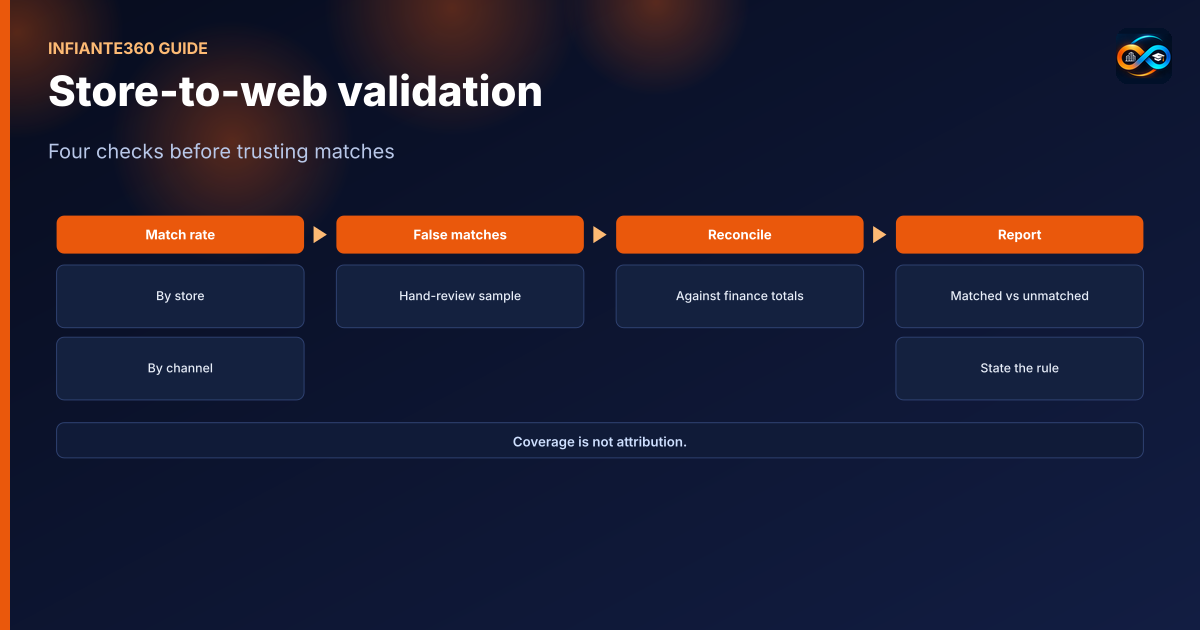 INFIANTE360 GUIDE
Store-to-web validation
Four checks before trusting matches
Match rate
By store
By channel
False matches
Hand-review sample
Reconcile
Against finance totals
Report
Matched vs unmatched
State the rule
Coverage is not attribution.